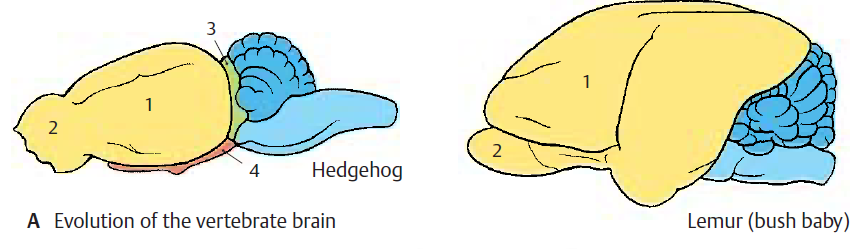 3
1
2
1
2
4
Hedgehog
A Evolution of the vertebrate brain
Lemur (bush baby)